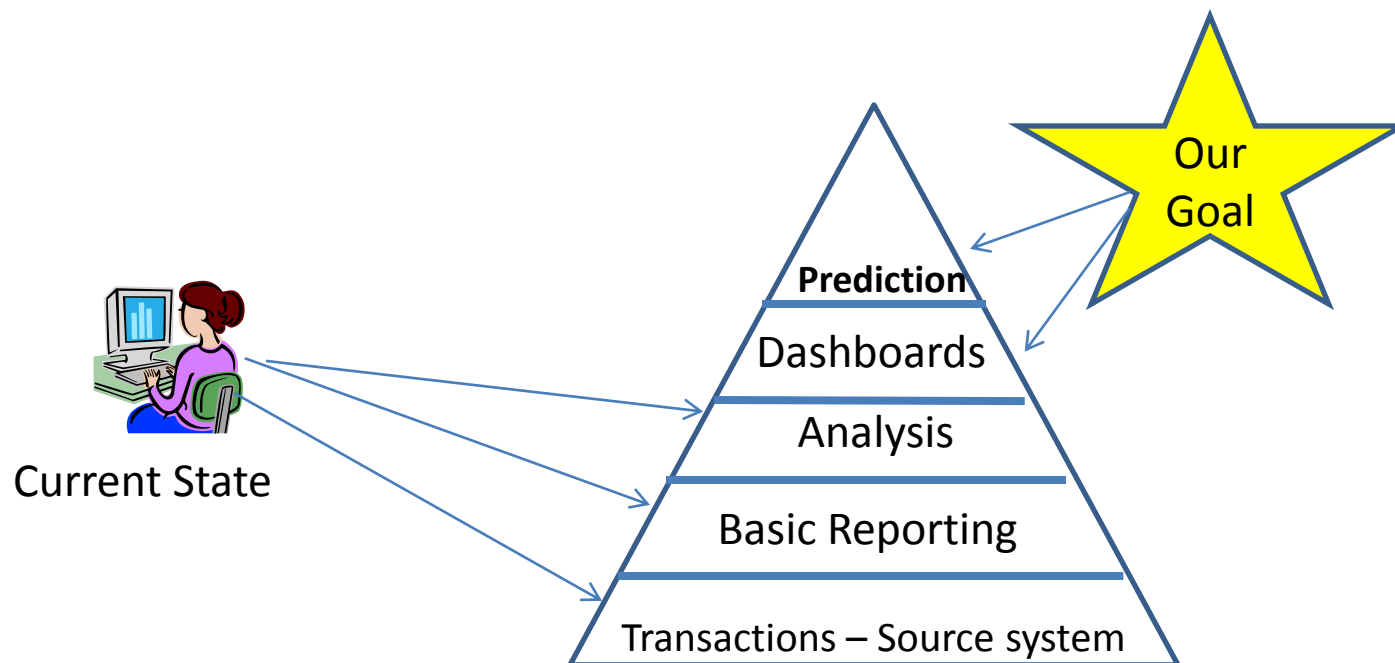 Our
Goal
Prediction
Dashboards
Analysis
Current State
Basic Reporting
Transactions – Source system